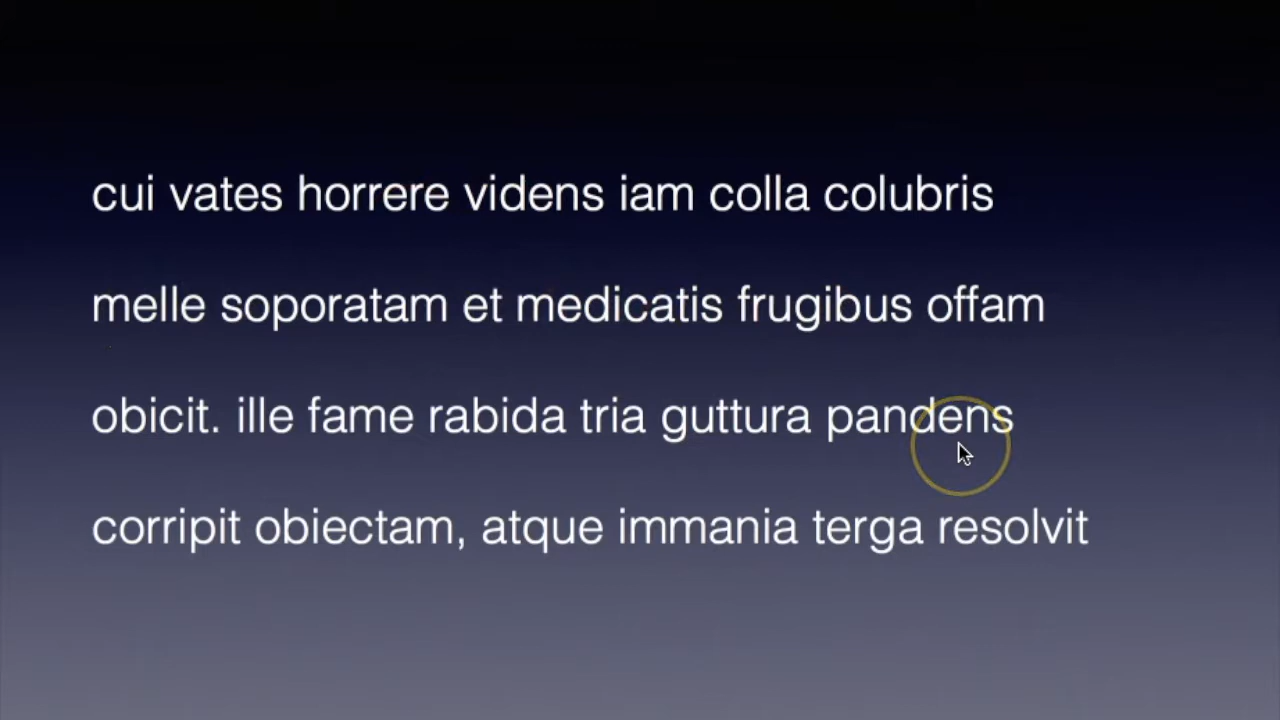 cui vates horrere videns iam colla colubris
melle soporatam et medicatis frugibus offam
obicit. ille fame rabida tria guttura pandens
corripit obiectam, atque immania terga resolvit